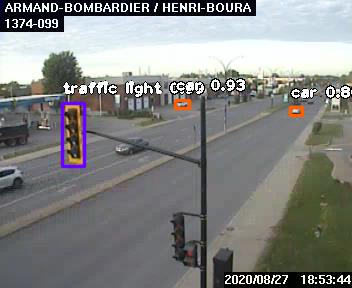 ARMAND-BOMBARDIER / HENRI-BOURA
1374-099
traffic light
car 0.93
car 0.8
2020/08/27 18:53:44